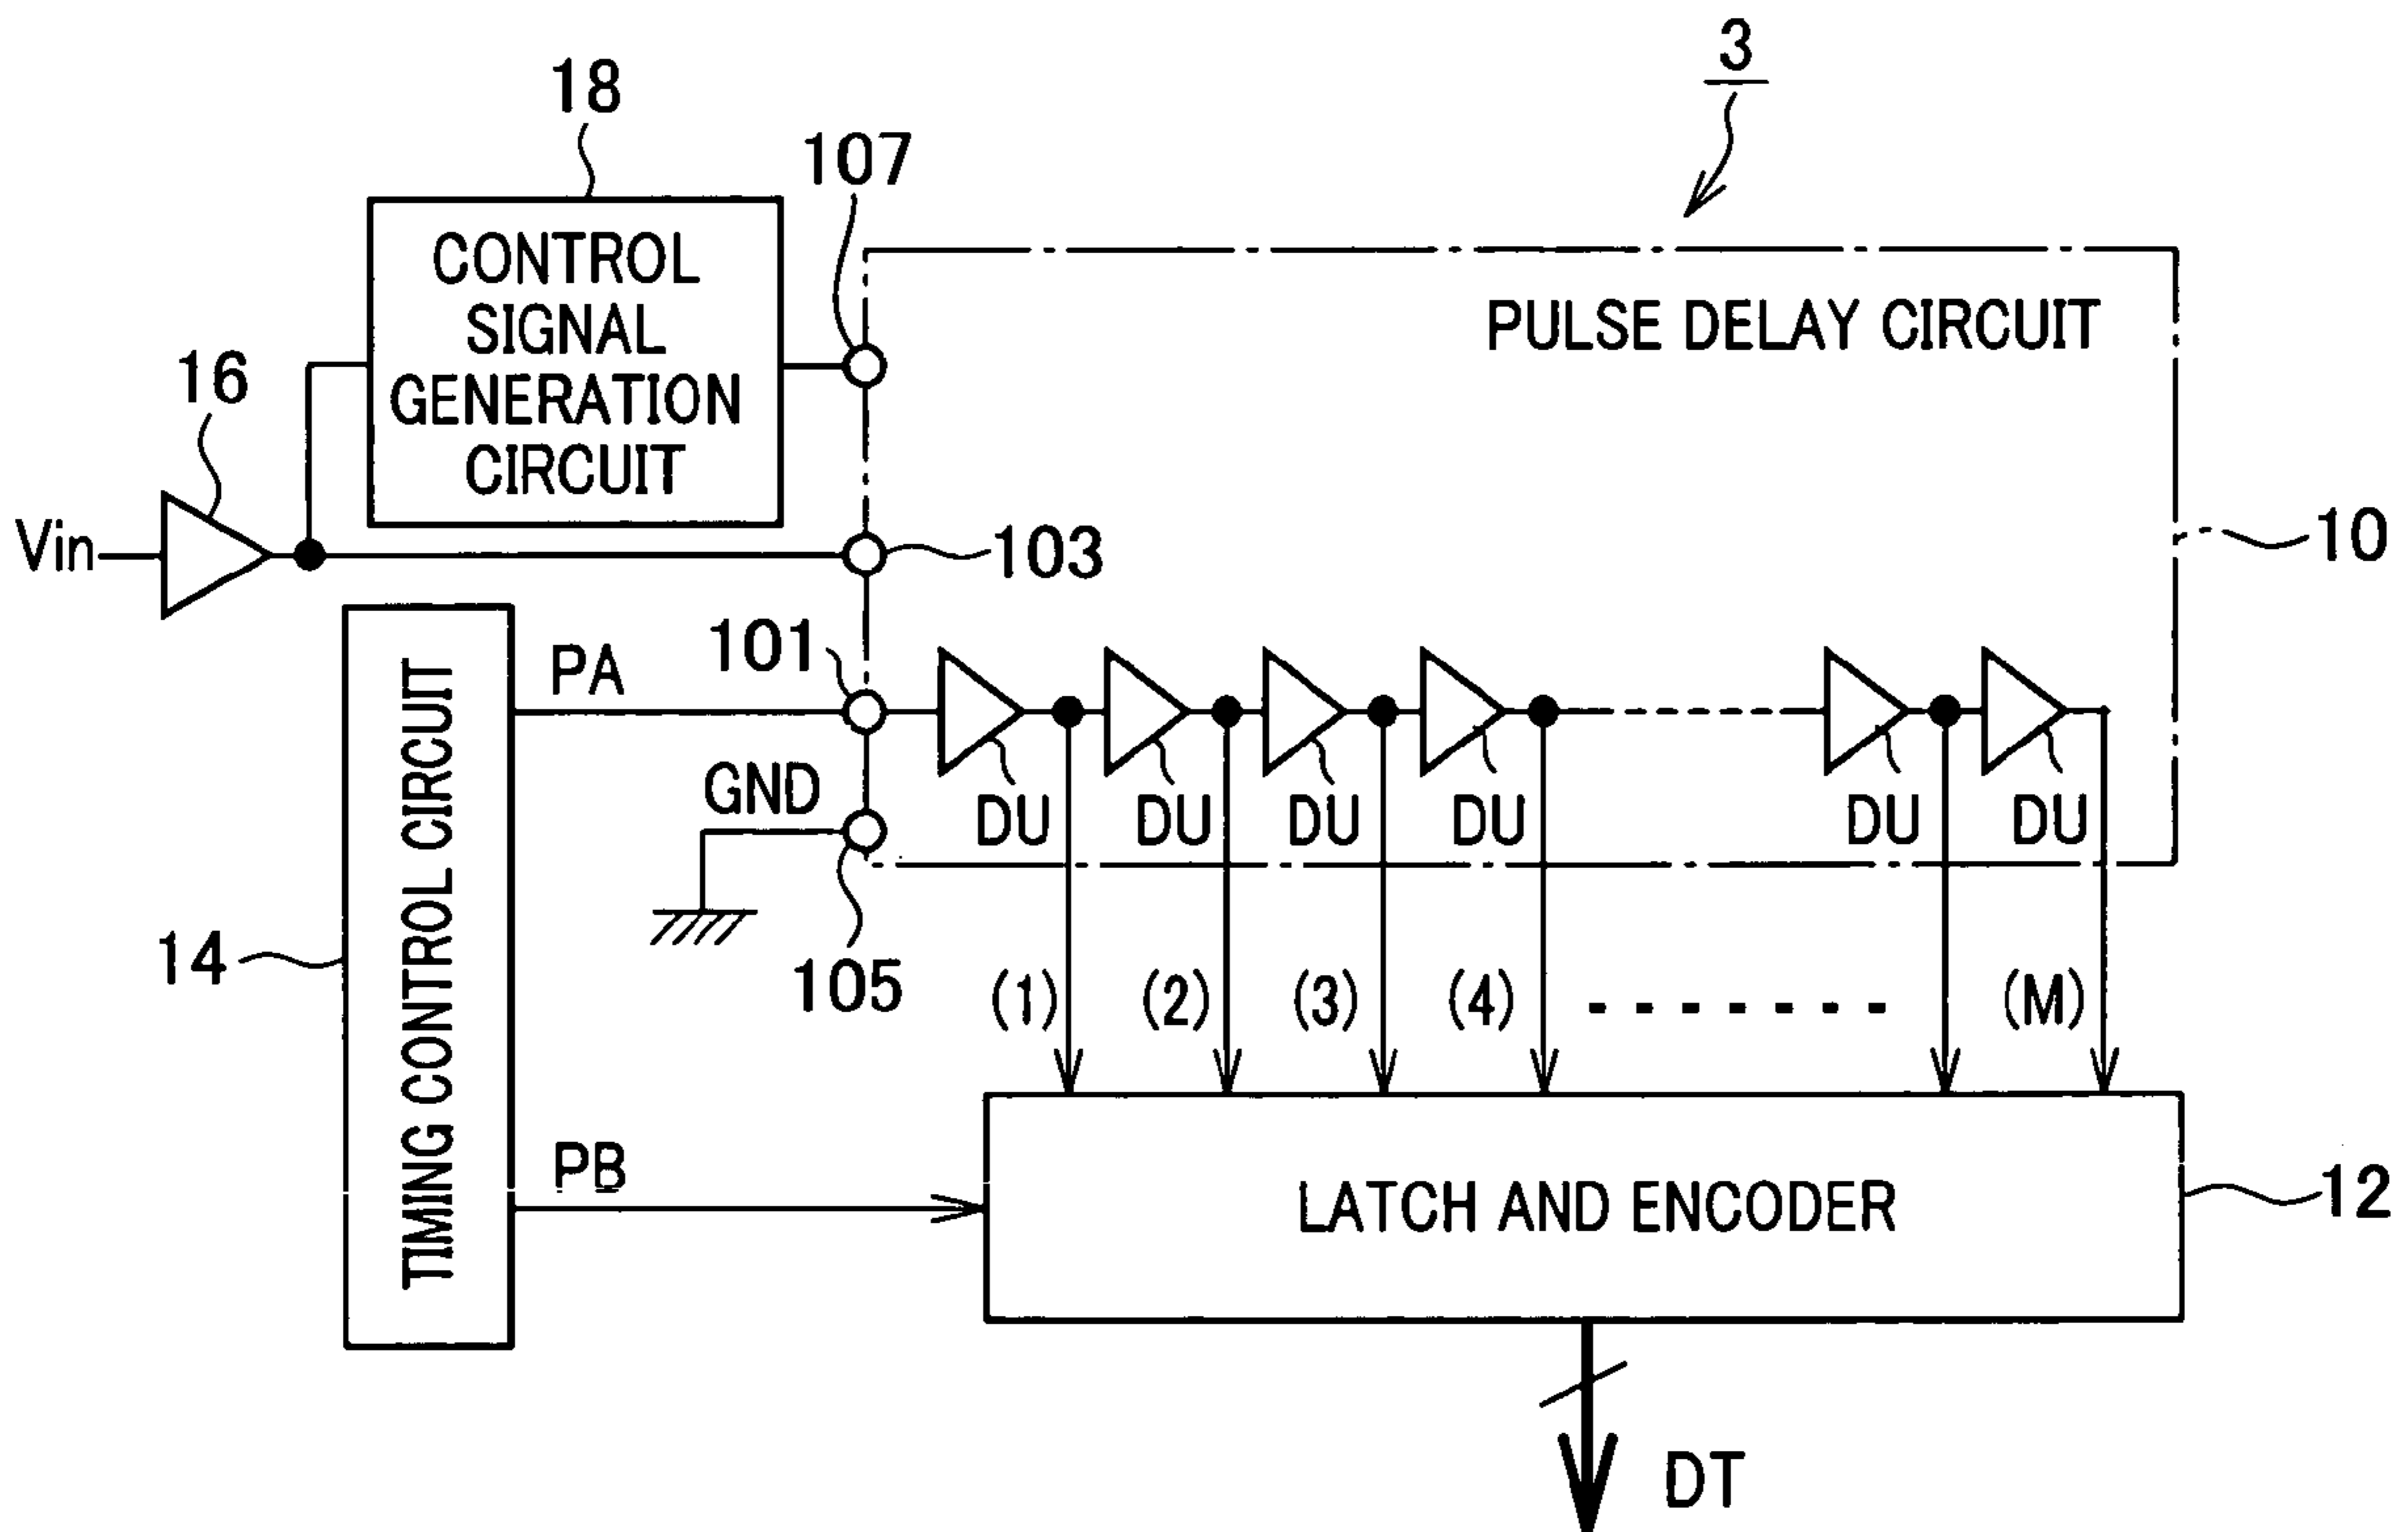 3
18
107
CONTROL
SIGNAL
GENERATION
CIRCUIT
PULSE DELAY CIRCUIT
16
Vin
103
10
101
PA
TIMING CONTROL CIRCUIT
GND
DU DU DU DU DU DU
14
105
(1) (2) (3) (4) (M)
PB
LATCH AND ENCODER
12
DT